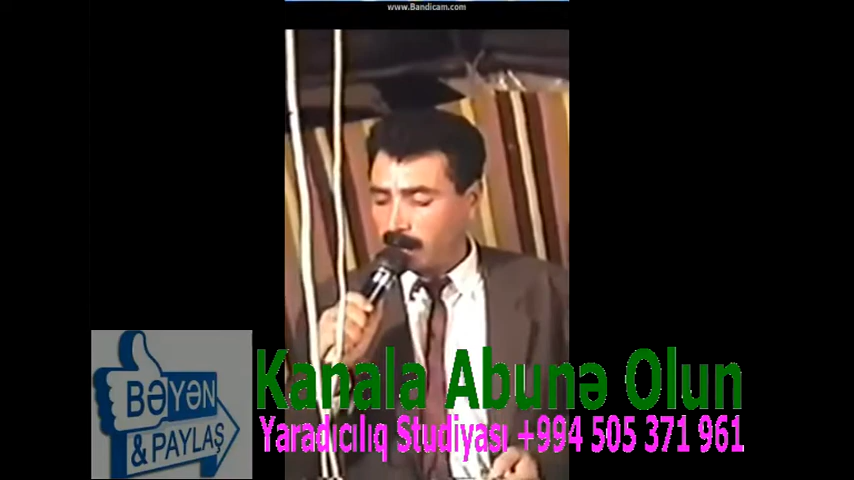 www.Bandicam.com
BƏYƏN
& PAYLAŞ
Kanala Abunə Olun
Yaradıcılıq Studiyası +994 505 371 961